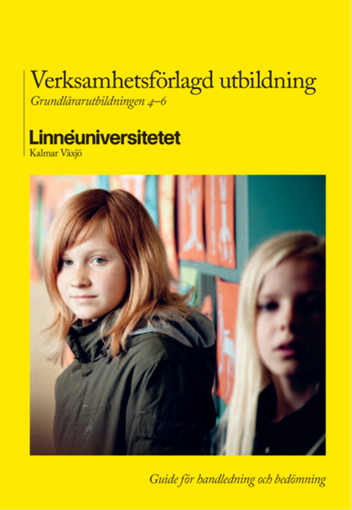 Verksamhetsförlagd utbildning
Grundlärarutbildningen 4–6
Linnéuniversitetet
Kalmar Växjö
Guide för handledning och bedömning